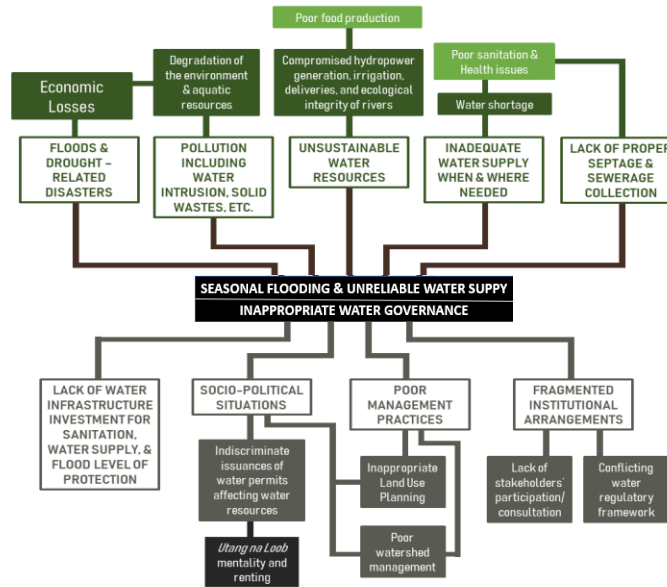 Poor food production
Degradation of
the environment
& aquatic
resources
Compromised hydropower
generation, irrigation,
deliveries, and ecological
integrity of rivers
Poor sanitation &
Health issues
Economic
Losses
Water shortage
FLOODS &
DROUGHT –
RELATED
DISASTERS
POLLUTION
INCLUDING
WATER
INTRUSION, SOLID
WASTES, ETC.
UNSUSTAINABLE
WATER
RESOURCES
INADEQUATE
WATER SUPPLY
WHEN & WHERE
NEEDED
LACK OF PROPER
SEPTAGE &
SEWERAGE
COLLECTION
SEASONAL FLOODING & UNRELIABLE WATER SUPPY
INAPPROPRIATE WATER GOVERNANCE
LACK OF WATER
INFRASTRUCTURE
INVESTMENT FOR
SANITATION,
WATER SUPPLY, &
FLOOD LEVEL OF
PROTECTION
SOCIO-POLITICAL
SITUATIONS
POOR
MANAGEMENT
PRACTICES
FRAGMENTED
INSTITUTIONAL
ARRANGEMENTS
Indiscriminate
issuances of
water permits
affecting water
resources
Inappropriate
Land Use
Planning
Lack of
stakeholders'
participation/
consultation
Conflicting
water
regulatory
framework
Utang na Loob
mentality and
renting
Poor
watershed
management